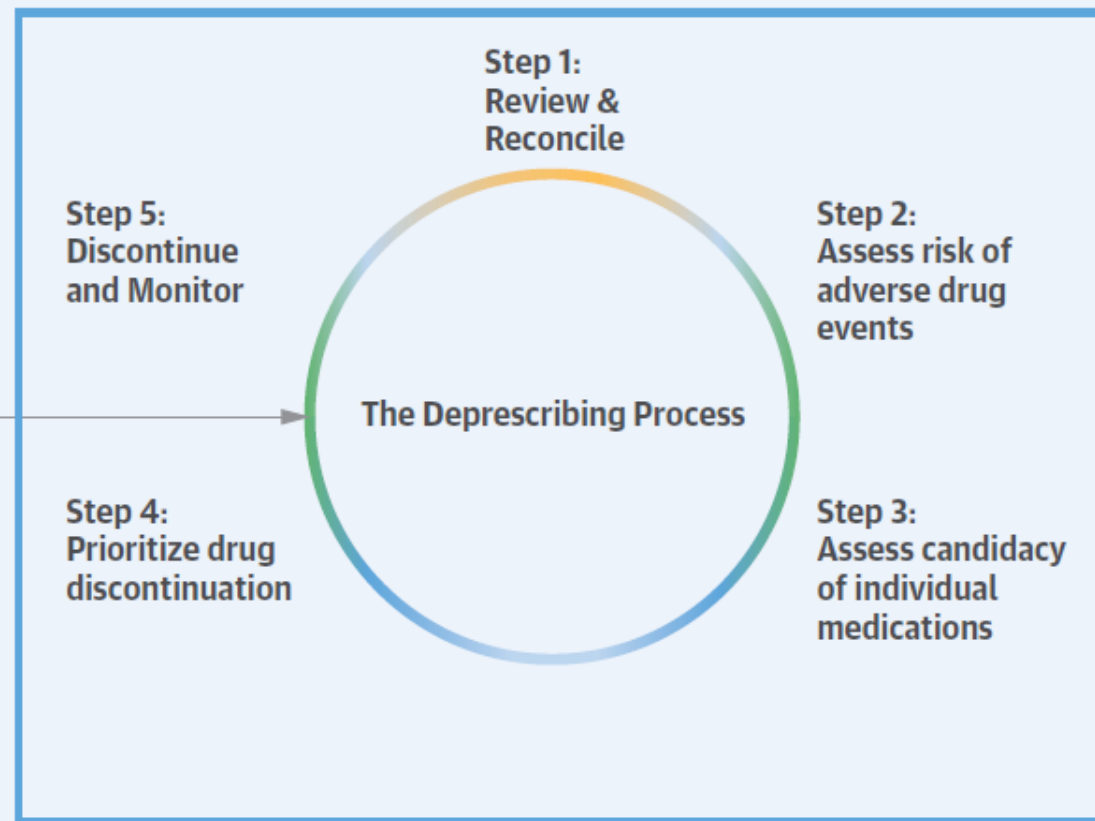 Step 1:
Review &
Reconcile
Step 2:
Assess risk of
adverse drug
events
Step 3:
Assess candidacy
of individual
medications
Step 4:
Prioritize drug
discontinuation
Step 5:
Discontinue
and Monitor
The Deprescribing Process